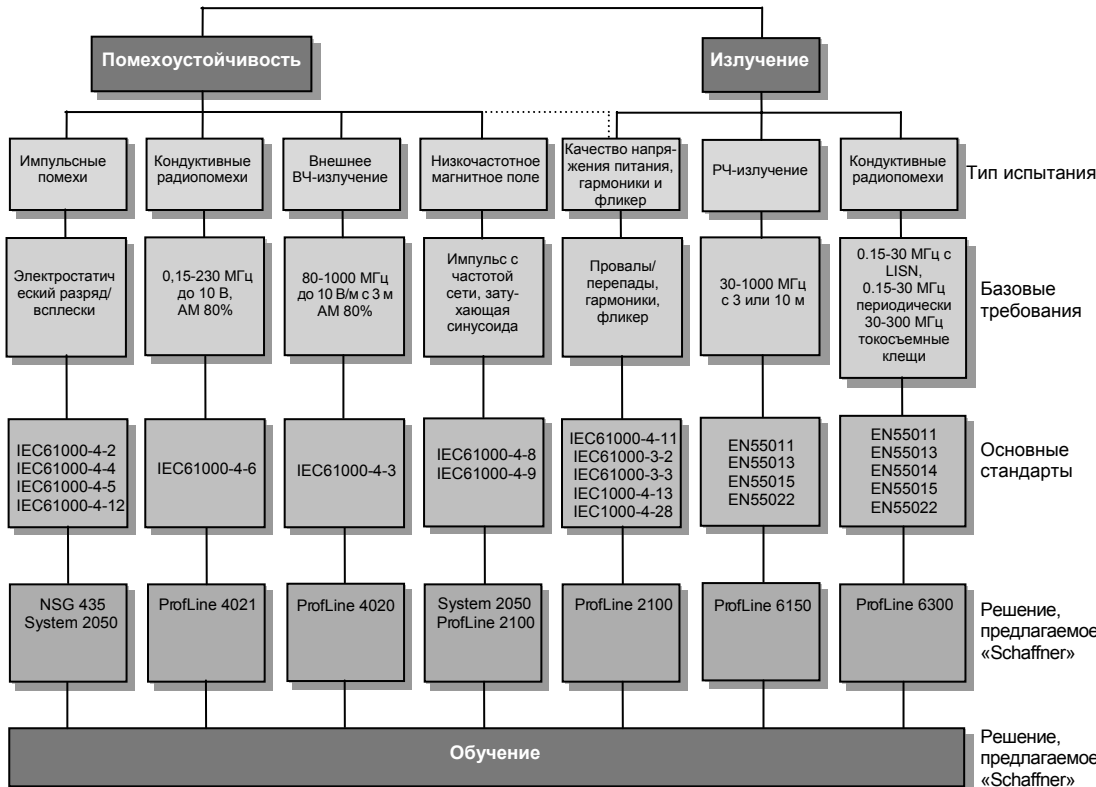 Помехоустойчивость
Излучение
Импульсные
помехи
Кондуктивные
радиопомехи
Внешнее
ВЧ-излучение
Низкочастотное
магнитное поле
Качество напря-
жения питания,
гармоники и
фликер
РЧ-излучение
Кондуктивные
радиопомехи
Тип испытания
Электростатич
еский разряд/
всплески
0,15-230 МГц
до 10 В,
АМ 80%
80-1000 МГц
до 10 В/м с 3 м
АМ 80%
Импульс с
частотой
сети, зату-
хающая
синусоида
Провалы/
перепады,
гармоники,
фликер
30-1000 МГц
с 3 или 10 м
0.15-30 МГц с
LISN,
0.15-30 МГц
периодически
30-300 МГц
токосъемные
клещи
Базовые
требования
IEC61000-4-2
IEC61000-4-4
IEC61000-4-5
IEC61000-4-12
IEC61000-4-6
IEC61000-4-3
IEC61000-4-8
IEC61000-4-9
IEC61000-4-11
IEC61000-3-2
IEC61000-3-3
IEC1000-4-13
IEC1000-4-28
EN55011
EN55013
EN55015
EN55022
EN55011
EN55013
EN55014
EN55015
EN55022
Основные
стандарты
NSG 435
System 2050
ProfLine 4021
ProfLine 4020
System 2050
ProfLine 2100
ProfLine 2100
ProfLine 6150
ProfLine 6300
Решение,
предлагаемое
«Schaffner»
Обучение
Решение,
предлагаемое
«Schaffner»